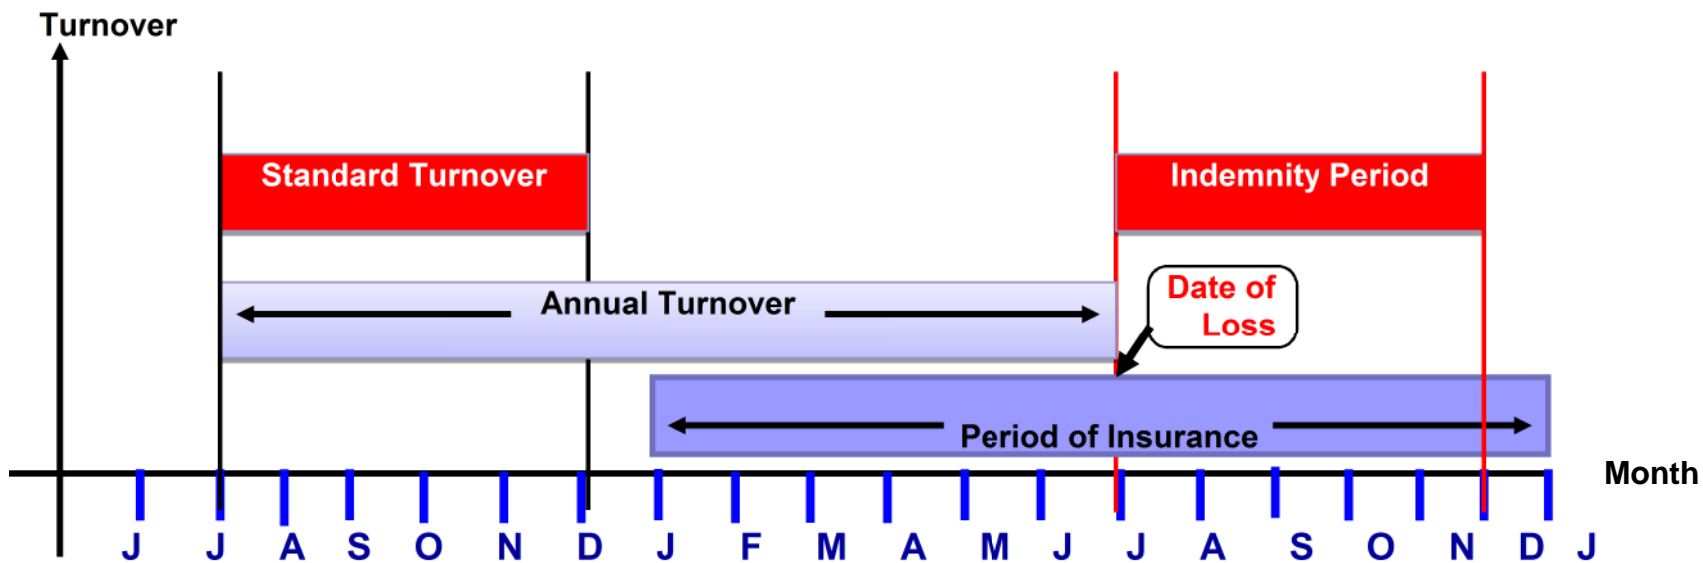 Turnover
Standard Turnover
Indemnity Period
Annual Turnover
Date of
Loss
Period of Insurance
Month
J J A S O N D J F M A M J J A S O N D J